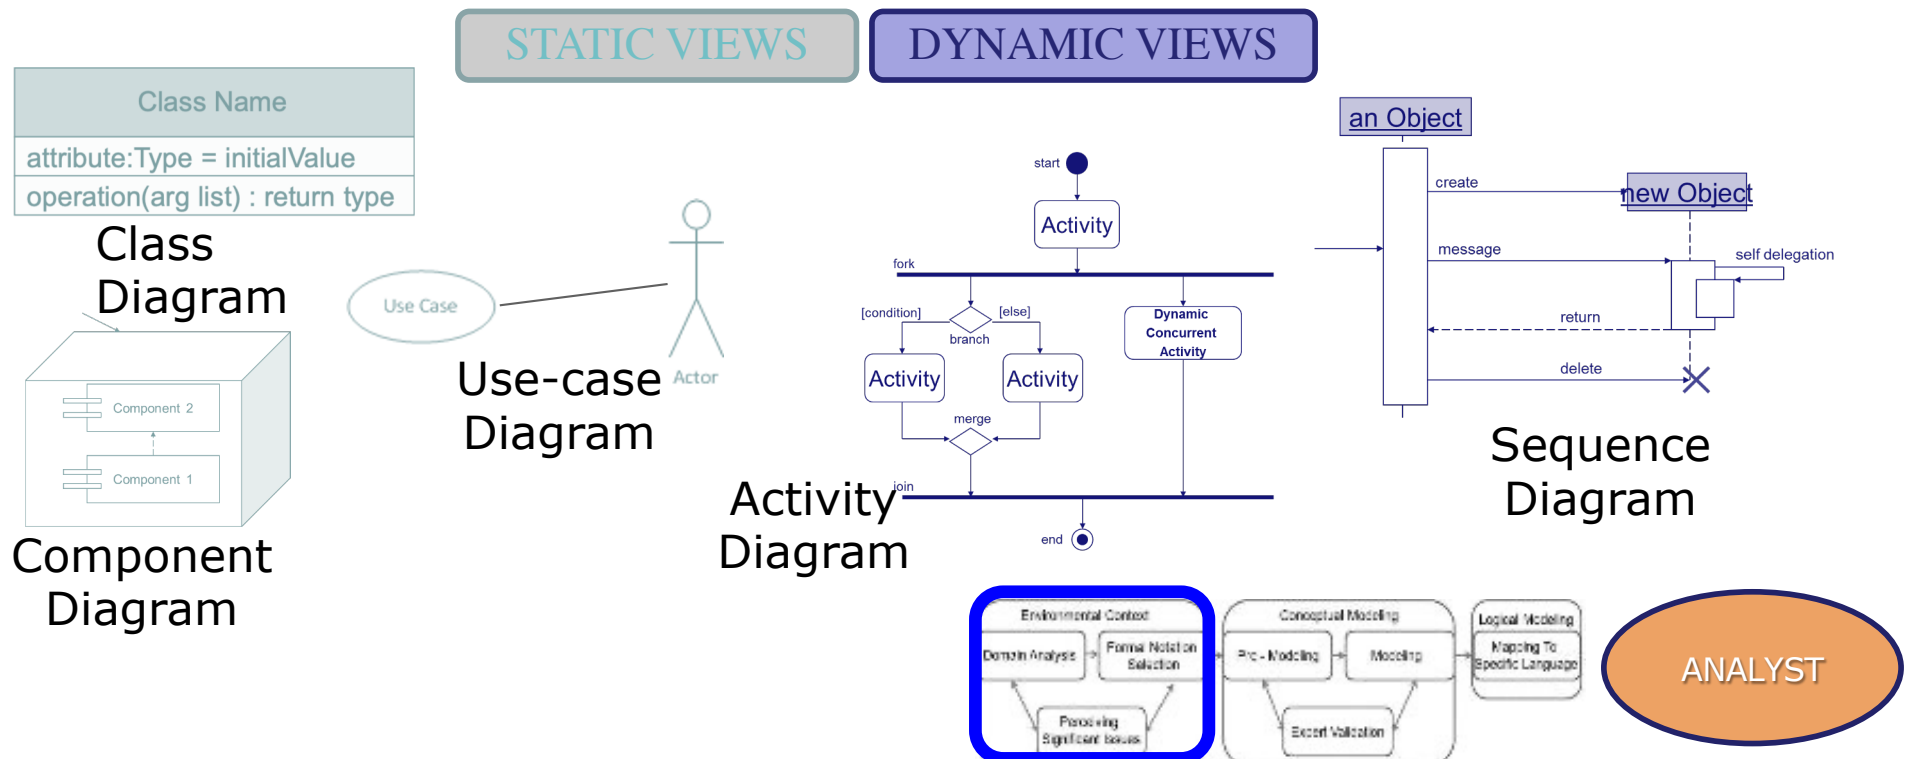 STATIC VIEWS
DYNAMIC VIEWS
Class Name
attribute:Type = initialValue
operation(arg list) : return type
Class
Diagram
Component 2
Component 1
Component
Diagram
Use Case
Actor
Use-case
Diagram
start
Activity
fork
[condition]
[else]
branch
Dynamic
Concurrent
Activity
Activity
Activity
merge
join
end
Activity
Diagram
an Object
create
new Object
message
self delegation
return
delete
Sequence
Diagram
Environmental Context
Domain Analysis
Formal Notation
Selection
Perceiving
Significant Issues
Conceptual Modeling
Pre - Modeling
Modeling
Expert Validation
Logical Modeling
Mapping To
Specific Language
ANALYST